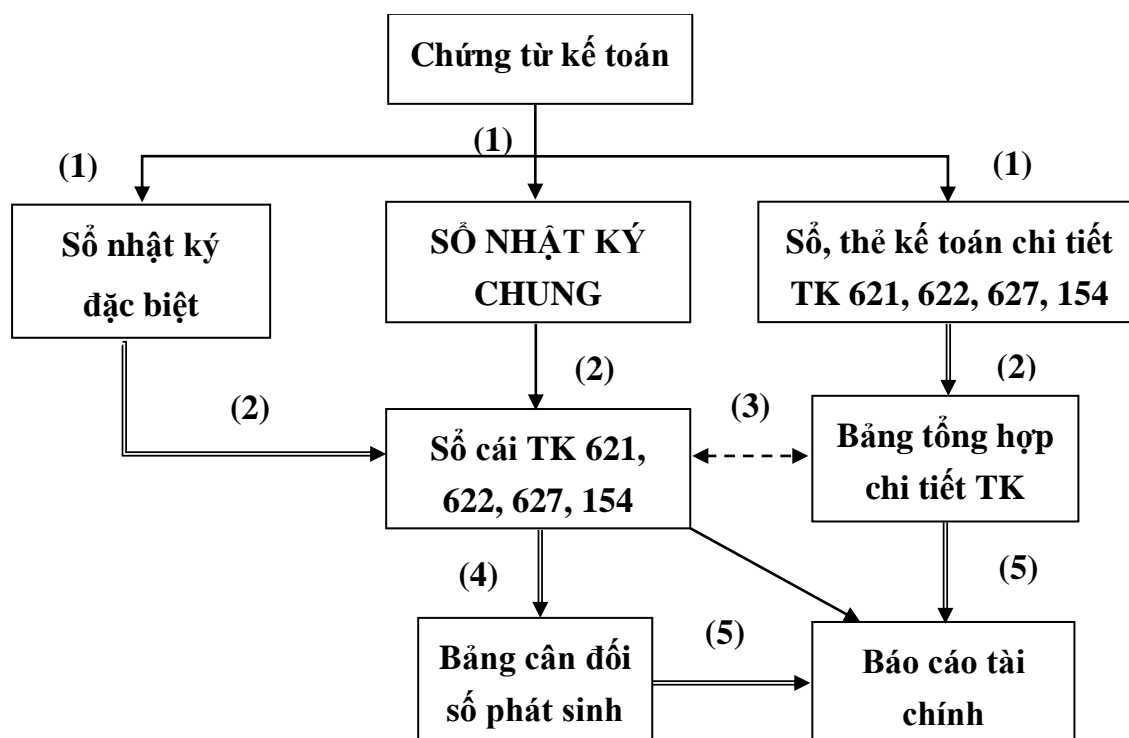 Chứng từ kế toán
(1)
(1)
(1)
Sổ nhật ký
đặc biệt
SỔ NHẬT KÝ
CHUNG
Sổ, thẻ kế toán chi tiết
TK 621, 622, 627, 154
(2)
(2)
(2)
(3)
Sổ cái TK 621,
622, 627, 154
Bảng tổng hợp
chi tiết TK
(4)
(5)
(5)
Bảng cân đối
số phát sinh
Báo cáo tài
chính